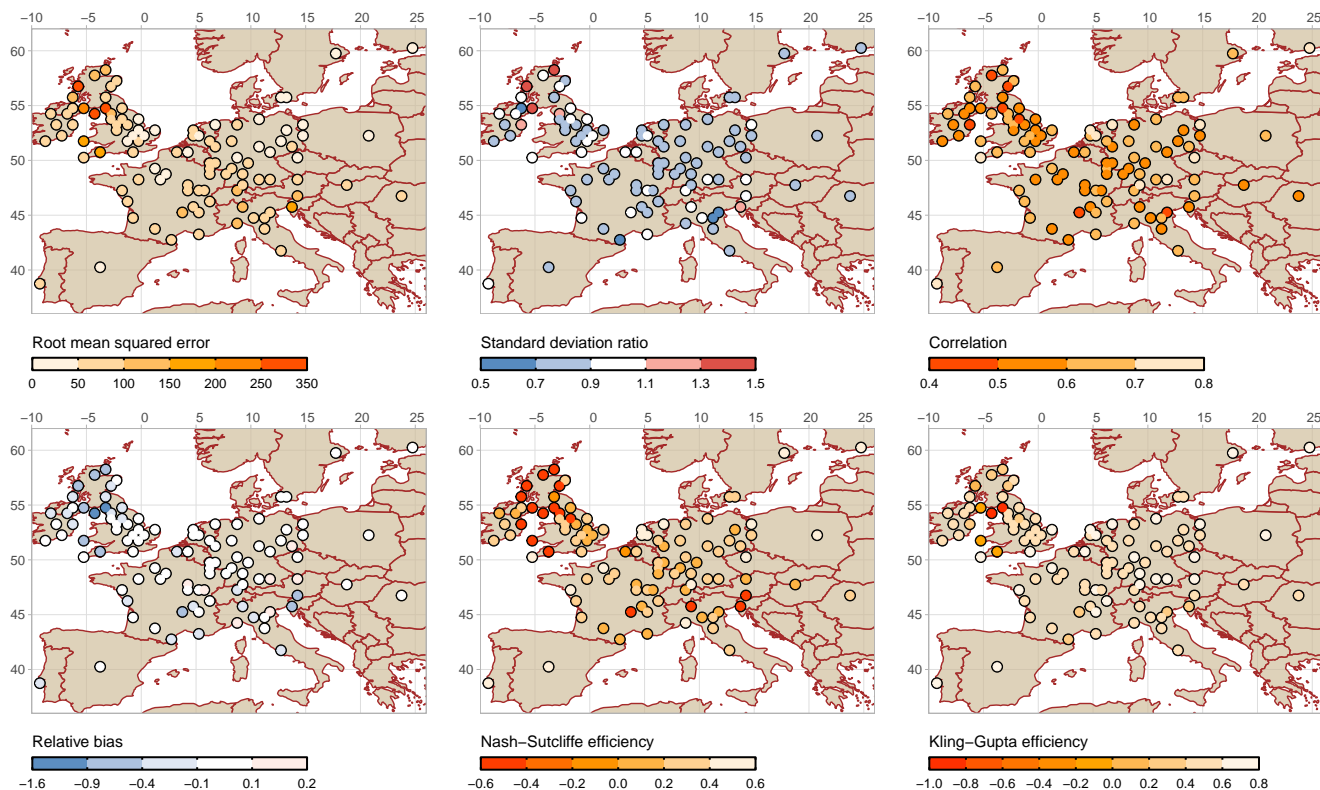 −10 −5 0 5 10 15 20 25 −10 −5 0 5 10 15 20 25 −10 −5 0 5 10 15 20 25
60 60 60
55 55 55
50 50 50
45 45 45
40 40 40
Root mean squared error Standard deviation ratio Correlation
0 50 100 150 200 250 350 0.5 0.7 0.9 1.1 1.3 1.5 0.4 0.5 0.6 0.7 0.8
−10 −5 0 5 10 15 20 25 −10 −5 0 5 10 15 20 25 −10 −5 0 5 10 15 20 25
60 60 60
55 55 55
50 50 50
45 45 45
40 40 40
Relative bias Nash−Sutcliffe efficiency Kling−Gupta efficiency
−1.6 −0.9 −0.4 −0.1 0.1 0.2 −0.6 −0.4 −0.2 0.0 0.2 0.4 0.6 −1.0 −0.8 −0.6 −0.4 −0.2 0.0 0.2 0.4 0.6 0.8